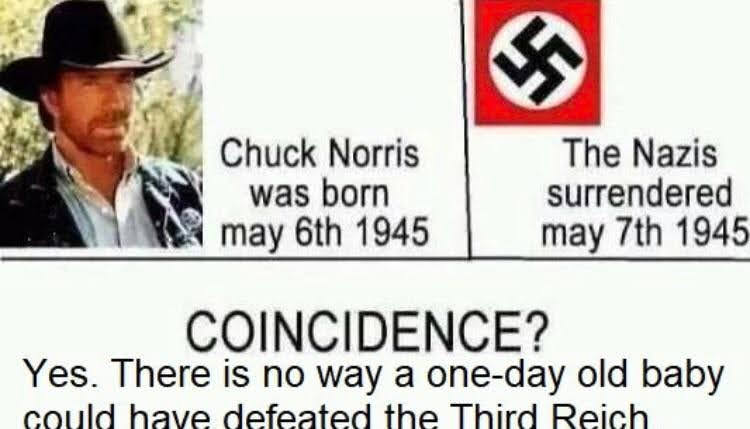 Chuck Norris
was born
may 6th 1945
The Nazis
surrendered
may 7th 1945
COINCIDENCE?
Yes. There is no way a one-day old baby
could have defeated the Third Reich